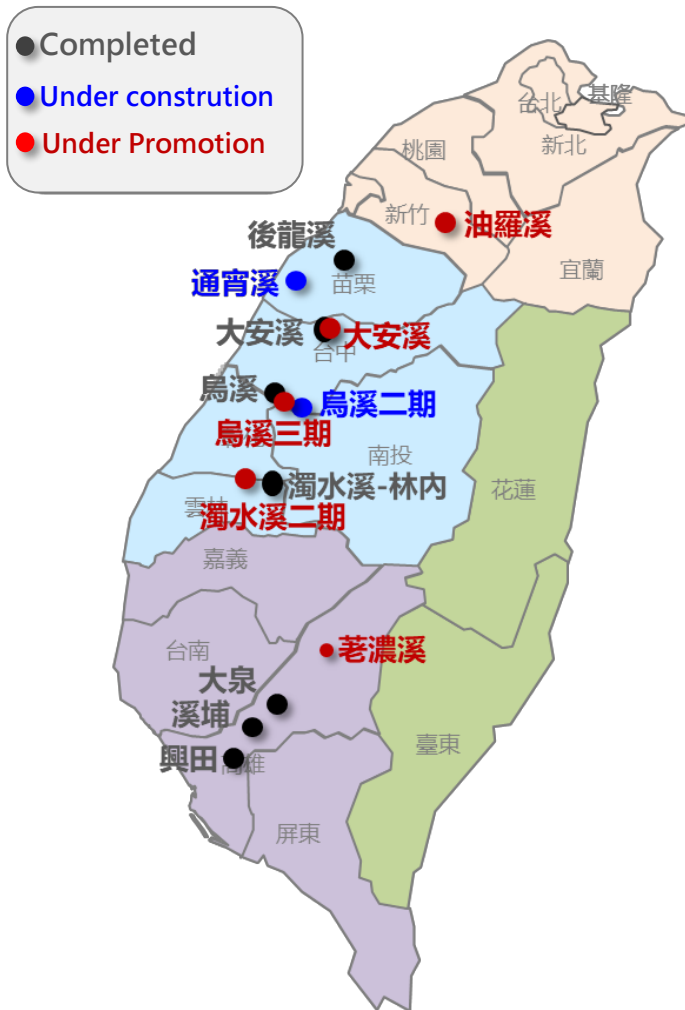 Completed
Under constrution
Under Promotion
台北
基隆
新北
桃園
新竹
油羅溪
宜蘭
後龍溪
通宵溪
苗栗
大安溪
大安溪
台中
烏溪
烏溪二期
烏溪三期
南投
濁水溪-林內
花蓮
雲林
濁水溪二期
嘉義
台南
荖濃溪
大泉
溪埔
臺東
興田
高雄
屏東